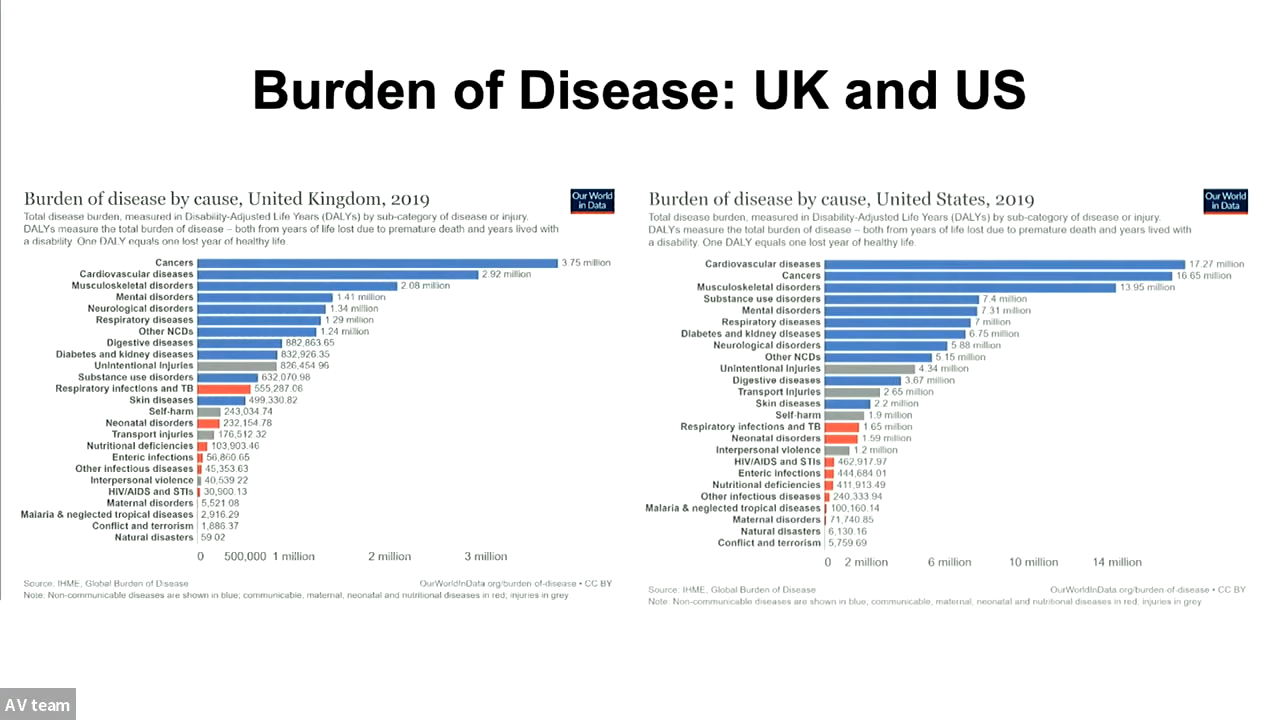 Burden of Disease: UK and US
Burden of disease by cause, United Kingdom, 2019
Our World
in Data
Total disease burden, measured in Disability-Adjusted Life Years (DALYs) by sub-category of disease or injury.
DALYs measure the total burden of disease – both from years of life lost due to premature death and years lived with
a disability. One DALY equals one lost year of healthy life.
Cancers 3.75 million
Cardiovascular diseases 2.92 million
Musculoskeletal disorders 2.08 million
Mental disorders 1.41 million
Neurological disorders 1.34 million
Respiratory diseases 1.29 million
Other NCDs 1.24 million
Digestive diseases 882,863.65
Diabetes and kidney diseases 832,926.35
Unintentional injuries 826,454.96
Substance use disorders 632,070.98
Respiratory infections and TB 555,287.06
Skin diseases 499,330.82
Self-harm 243,034.74
Neonatal disorders 232,154.78
Transport injuries 176,512.32
Nutritional deficiencies 103,903.46
Enteric infections 56,860.65
Other infectious diseases 45,353.63
Interpersonal violence 40,539.22
HIV/AIDS and STIs 30,900.13
Maternal disorders 5,521.08
Malaria & neglected tropical diseases 2,916.29
Conflict and terrorism 1,886.37
Natural disasters 59.02
0 500,000 1 million 2 million 3 million
Source: IHME, Global Burden of Disease OurWorldInData.org/burden-of-disease • CC BY
Note: Non-communicable diseases are shown in blue; communicable, maternal, neonatal and nutritional diseases in red; injuries in grey.
Burden of disease by cause, United States, 2019
Our World
in Data
Total disease burden, measured in Disability-Adjusted Life Years (DALYs) by sub-category of disease or injury.
DALYs measure the total burden of disease – both from years of life lost due to premature death and years lived with
a disability. One DALY equals one lost year of healthy life.
Cardiovascular diseases 17.27 million
Cancers 16.65 million
Musculoskeletal disorders 13.95 million
Substance use disorders 7.4 million
Mental disorders 7.31 million
Respiratory diseases 7 million
Diabetes and kidney diseases 6.75 million
Neurological disorders 5.88 million
Other NCDs 5.15 million
Unintentional injuries 4.34 million
Digestive diseases 3.67 million
Transport injuries 2.65 million
Skin diseases 2.2 million
Self-harm 1.9 million
Respiratory infections and TB 1.65 million
Neonatal disorders 1.59 million
Interpersonal violence 1.2 million
HIV/AIDS and STIs 462,917.97
Enteric infections 444,684.01
Nutritional deficiencies 411,913.49
Other infectious diseases 240,333.94
Malaria & neglected tropical diseases 100,160.14
Maternal disorders 71,740.85
Natural disasters 6,130.16
Conflict and terrorism 5,759.69
0 2 million 6 million 10 million 14 million
Source: IHME, Global Burden of Disease OurWorldInData.org/burden-of-disease • CC BY
Note: Non-communicable diseases are shown in blue; communicable, maternal, neonatal and nutritional diseases in red; injuries in grey.
AV team